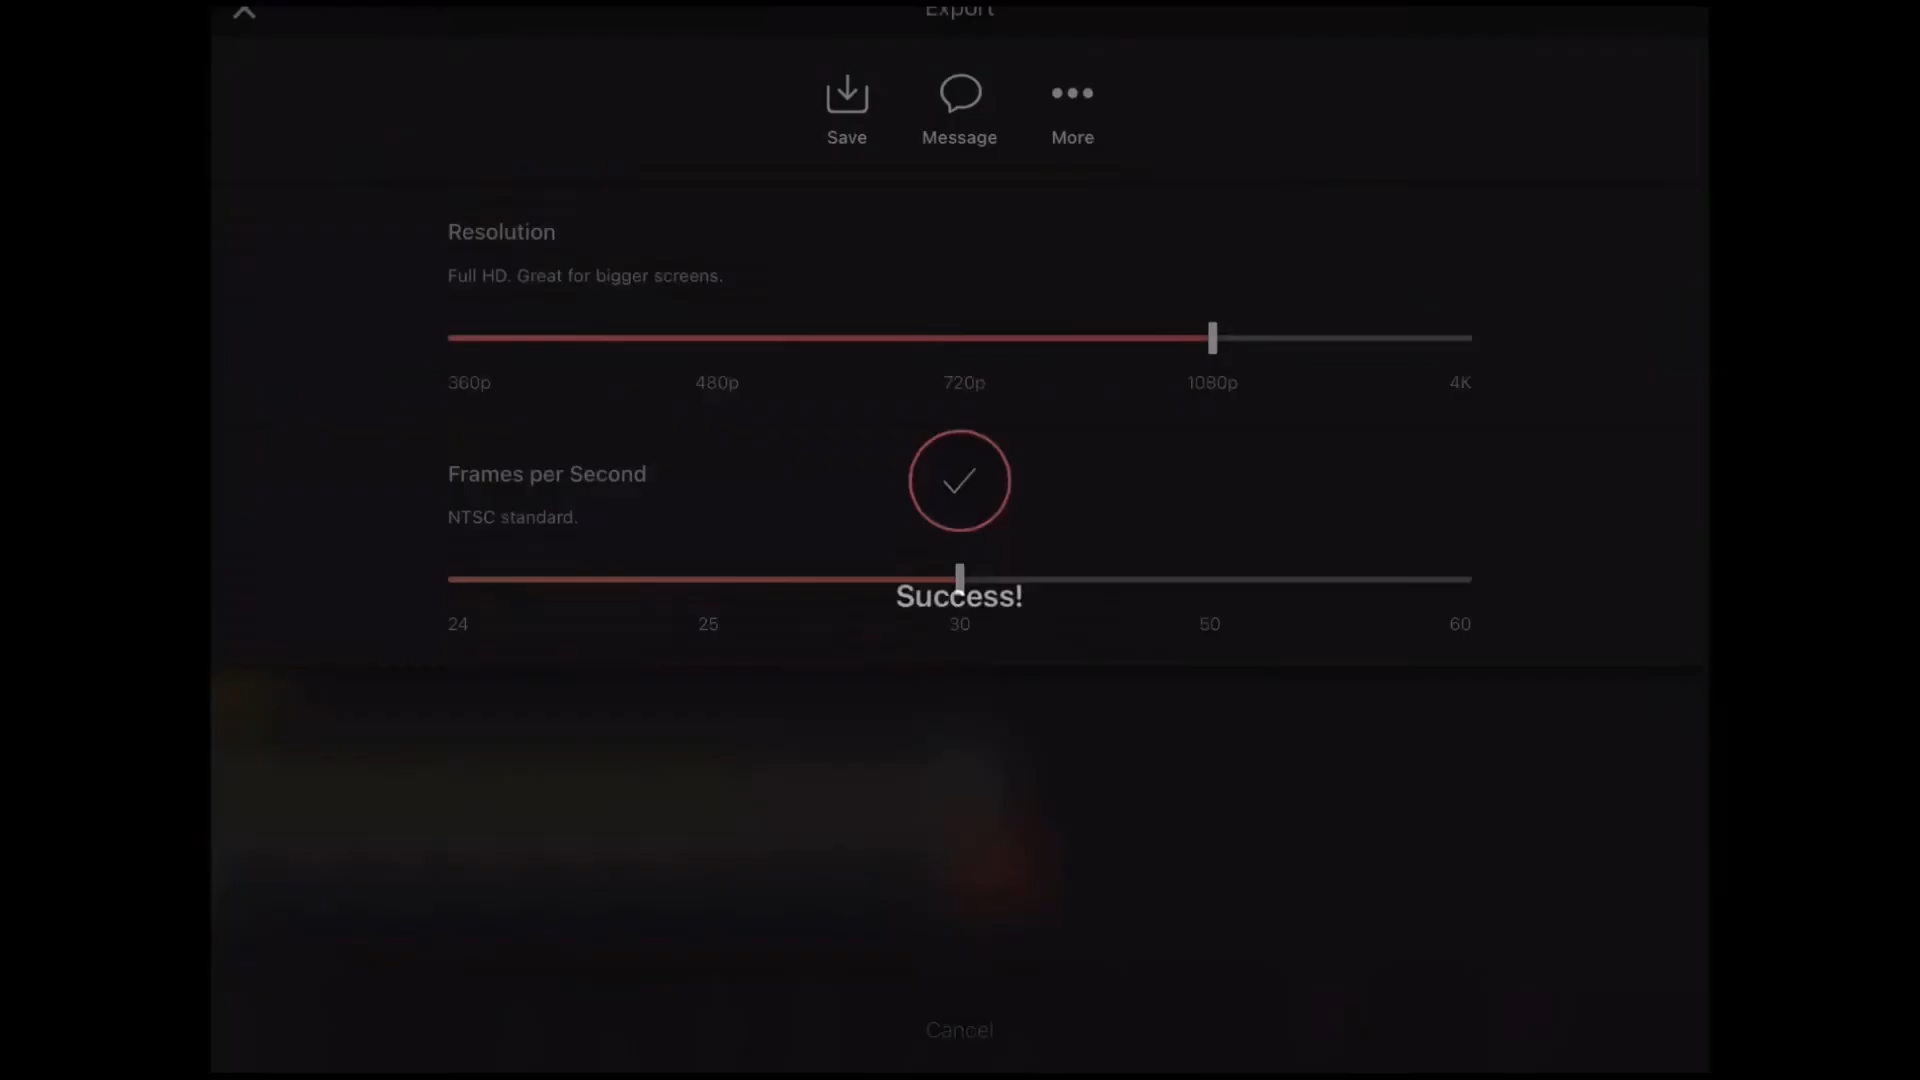 Export
Save Message More
Resolution
Full HD. Great for bigger screens.
360p 480p 720p 1080p 4K
Frames per Second
NTSC standard.
Success!
24 25 30 50 60
Cancel